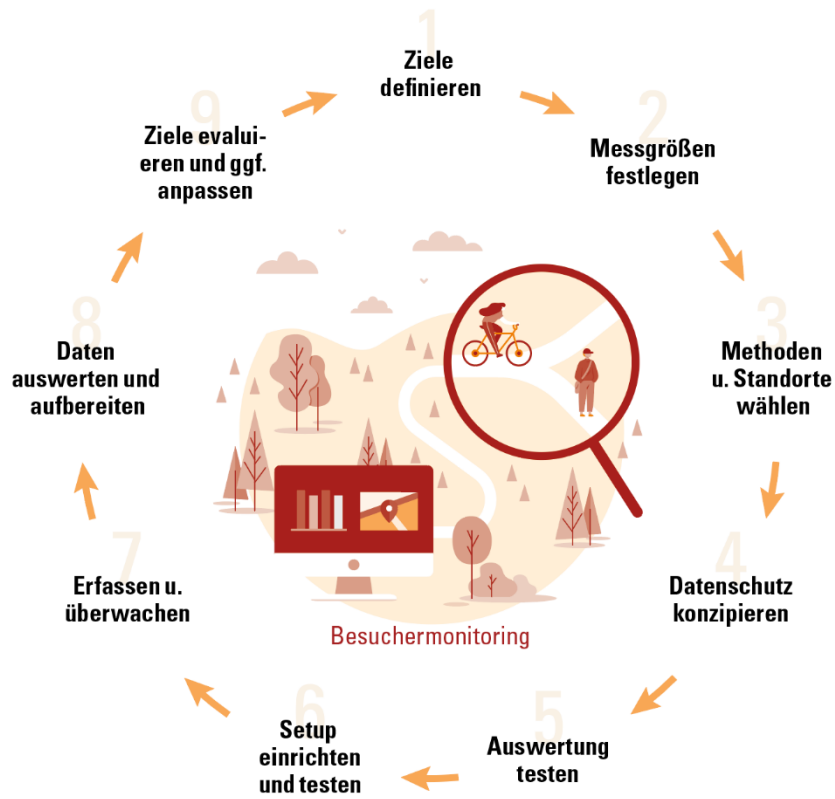 1
Ziele
definieren
2
Messgrößen
festlegen
3
Methoden
u. Standorte
wählen
4
Datenschutz
konzipieren
5
Auswertung
testen
6
Setup
einrichten
und testen
7
Erfassen u.
überwachen
8
Daten
auswerten und
aufbereiten
9
Ziele evalui-
eren und ggf.
anpassen
Besuchermonitoring